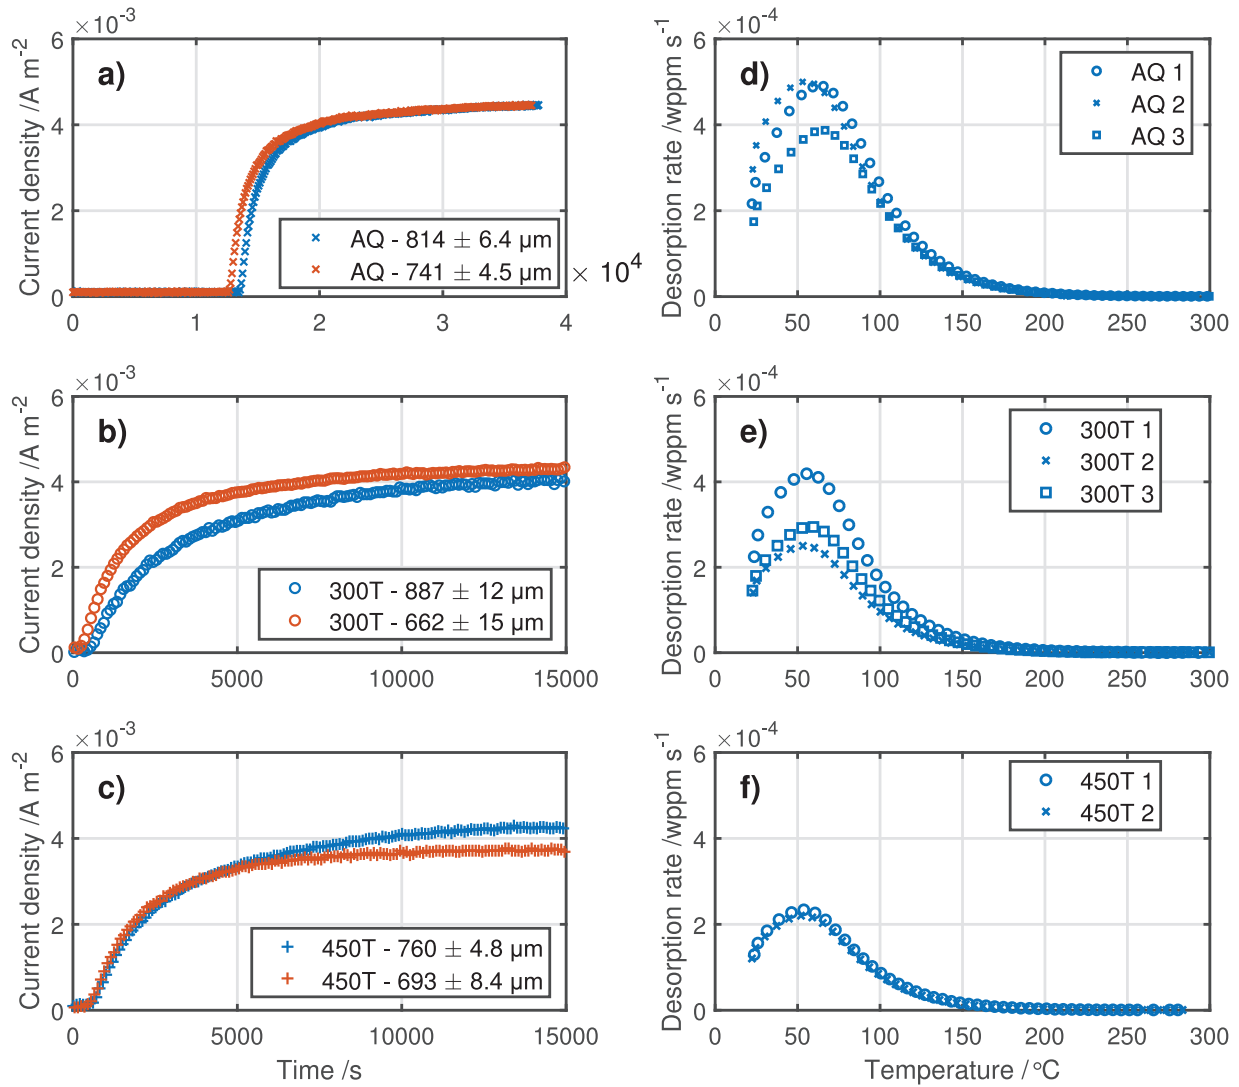 ×10⁻³
6
4
2
0
Current density /A m⁻²
a)
AQ - 814 ± 6.4 µm
AQ - 741 ± 4.5 µm
× 10⁴
0 1 2 3 4
×10⁻⁴
6
4
2
0
Desorption rate /wppm s⁻¹
d)
AQ 1
AQ 2
AQ 3
0 50 100 150 200 250 300
×10⁻³
6
4
2
0
Current density /A m⁻²
b)
300T - 887 ± 12 µm
300T - 662 ± 15 µm
0 5000 10000 15000
×10⁻⁴
6
4
2
0
Desorption rate /wppm s⁻¹
e)
300T 1
300T 2
300T 3
0 50 100 150 200 250 300
×10⁻³
6
4
2
0
Current density /A m⁻²
c)
450T - 760 ± 4.8 µm
450T - 693 ± 8.4 µm
0 5000 10000 15000
Time /s
×10⁻⁴
6
4
2
0
Desorption rate /wppm s⁻¹
f)
450T 1
450T 2
0 50 100 150 200 250 300
Temperature / °C